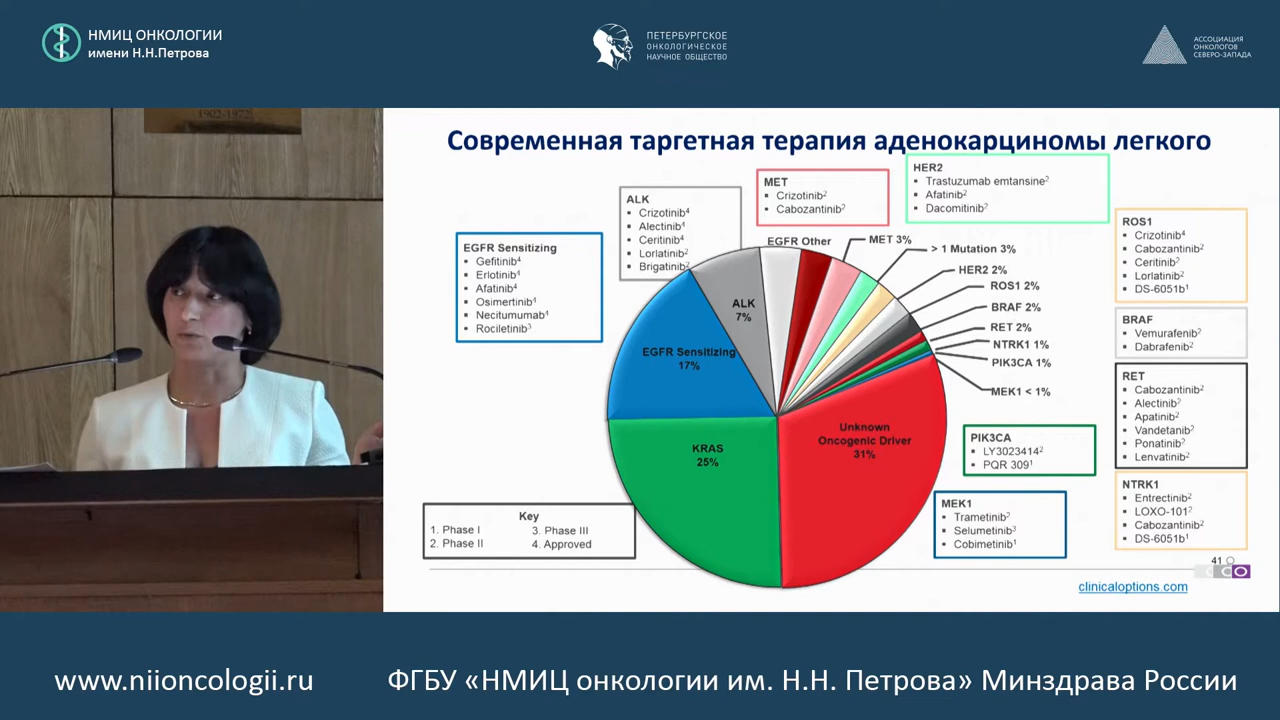 НМИЦ ОНКОЛОГИИ
имени Н.Н.Петрова
ПЕТЕРБУРГСКОЕ
ОНКОЛОГИЧЕСКОЕ
НАУЧНОЕ ОБЩЕСТВО
АССОЦИАЦИЯ
ОНКОЛОГОВ
СЕВЕРО-ЗАПАДА
1902-1972
Современная таргетная терапия аденокарциномы легкого
EGFR Sensitizing
▪ Gefitinib⁴
▪ Erlotinib⁴
▪ Afatinib⁴
▪ Osimertinib⁴
▪ Necitumumab⁴
▪ Rociletinib³
ALK
▪ Crizotinib⁴
▪ Alectinib⁴
▪ Ceritinib⁴
▪ Lorlatinib²
▪ Brigatinib²
MET
▪ Crizotinib²
▪ Cabozantinib²
HER2
▪ Trastuzumab emtansine²
▪ Afatinib²
▪ Dacomitinib²
ROS1
▪ Crizotinib⁴
▪ Cabozantinib²
▪ Ceritinib²
▪ Lorlatinib²
▪ DS-6051b¹
BRAF
▪ Vemurafenib²
▪ Dabrafenib²
RET
▪ Cabozantinib²
▪ Alectinib²
▪ Apatinib²
▪ Vandetanib²
▪ Ponatinib²
▪ Lenvatinib²
NTRK1
▪ Entrectinib²
▪ LOXO-101²
▪ Cabozantinib²
▪ DS-6051b¹
PIK3CA
▪ LY3023414²
▪ PQR 309¹
MEK1
▪ Trametinib²
▪ Selumetinib³
▪ Cobimetinib¹
EGFR Other
MET 3%
> 1 Mutation 3%
HER2 2%
ROS1 2%
BRAF 2%
RET 2%
NTRK1 1%
PIK3CA 1%
MEK1 < 1%
ALK
7%
EGFR Sensitizing
17%
KRAS
25%
Unknown
Oncogenic Driver
31%
Key
1. Phase I 3. Phase III
2. Phase II 4. Approved
41
clinicaloptions.com
www.niioncologii.ru ФГБУ «НМИЦ онкологии им. Н.Н. Петрова» Минздрава России